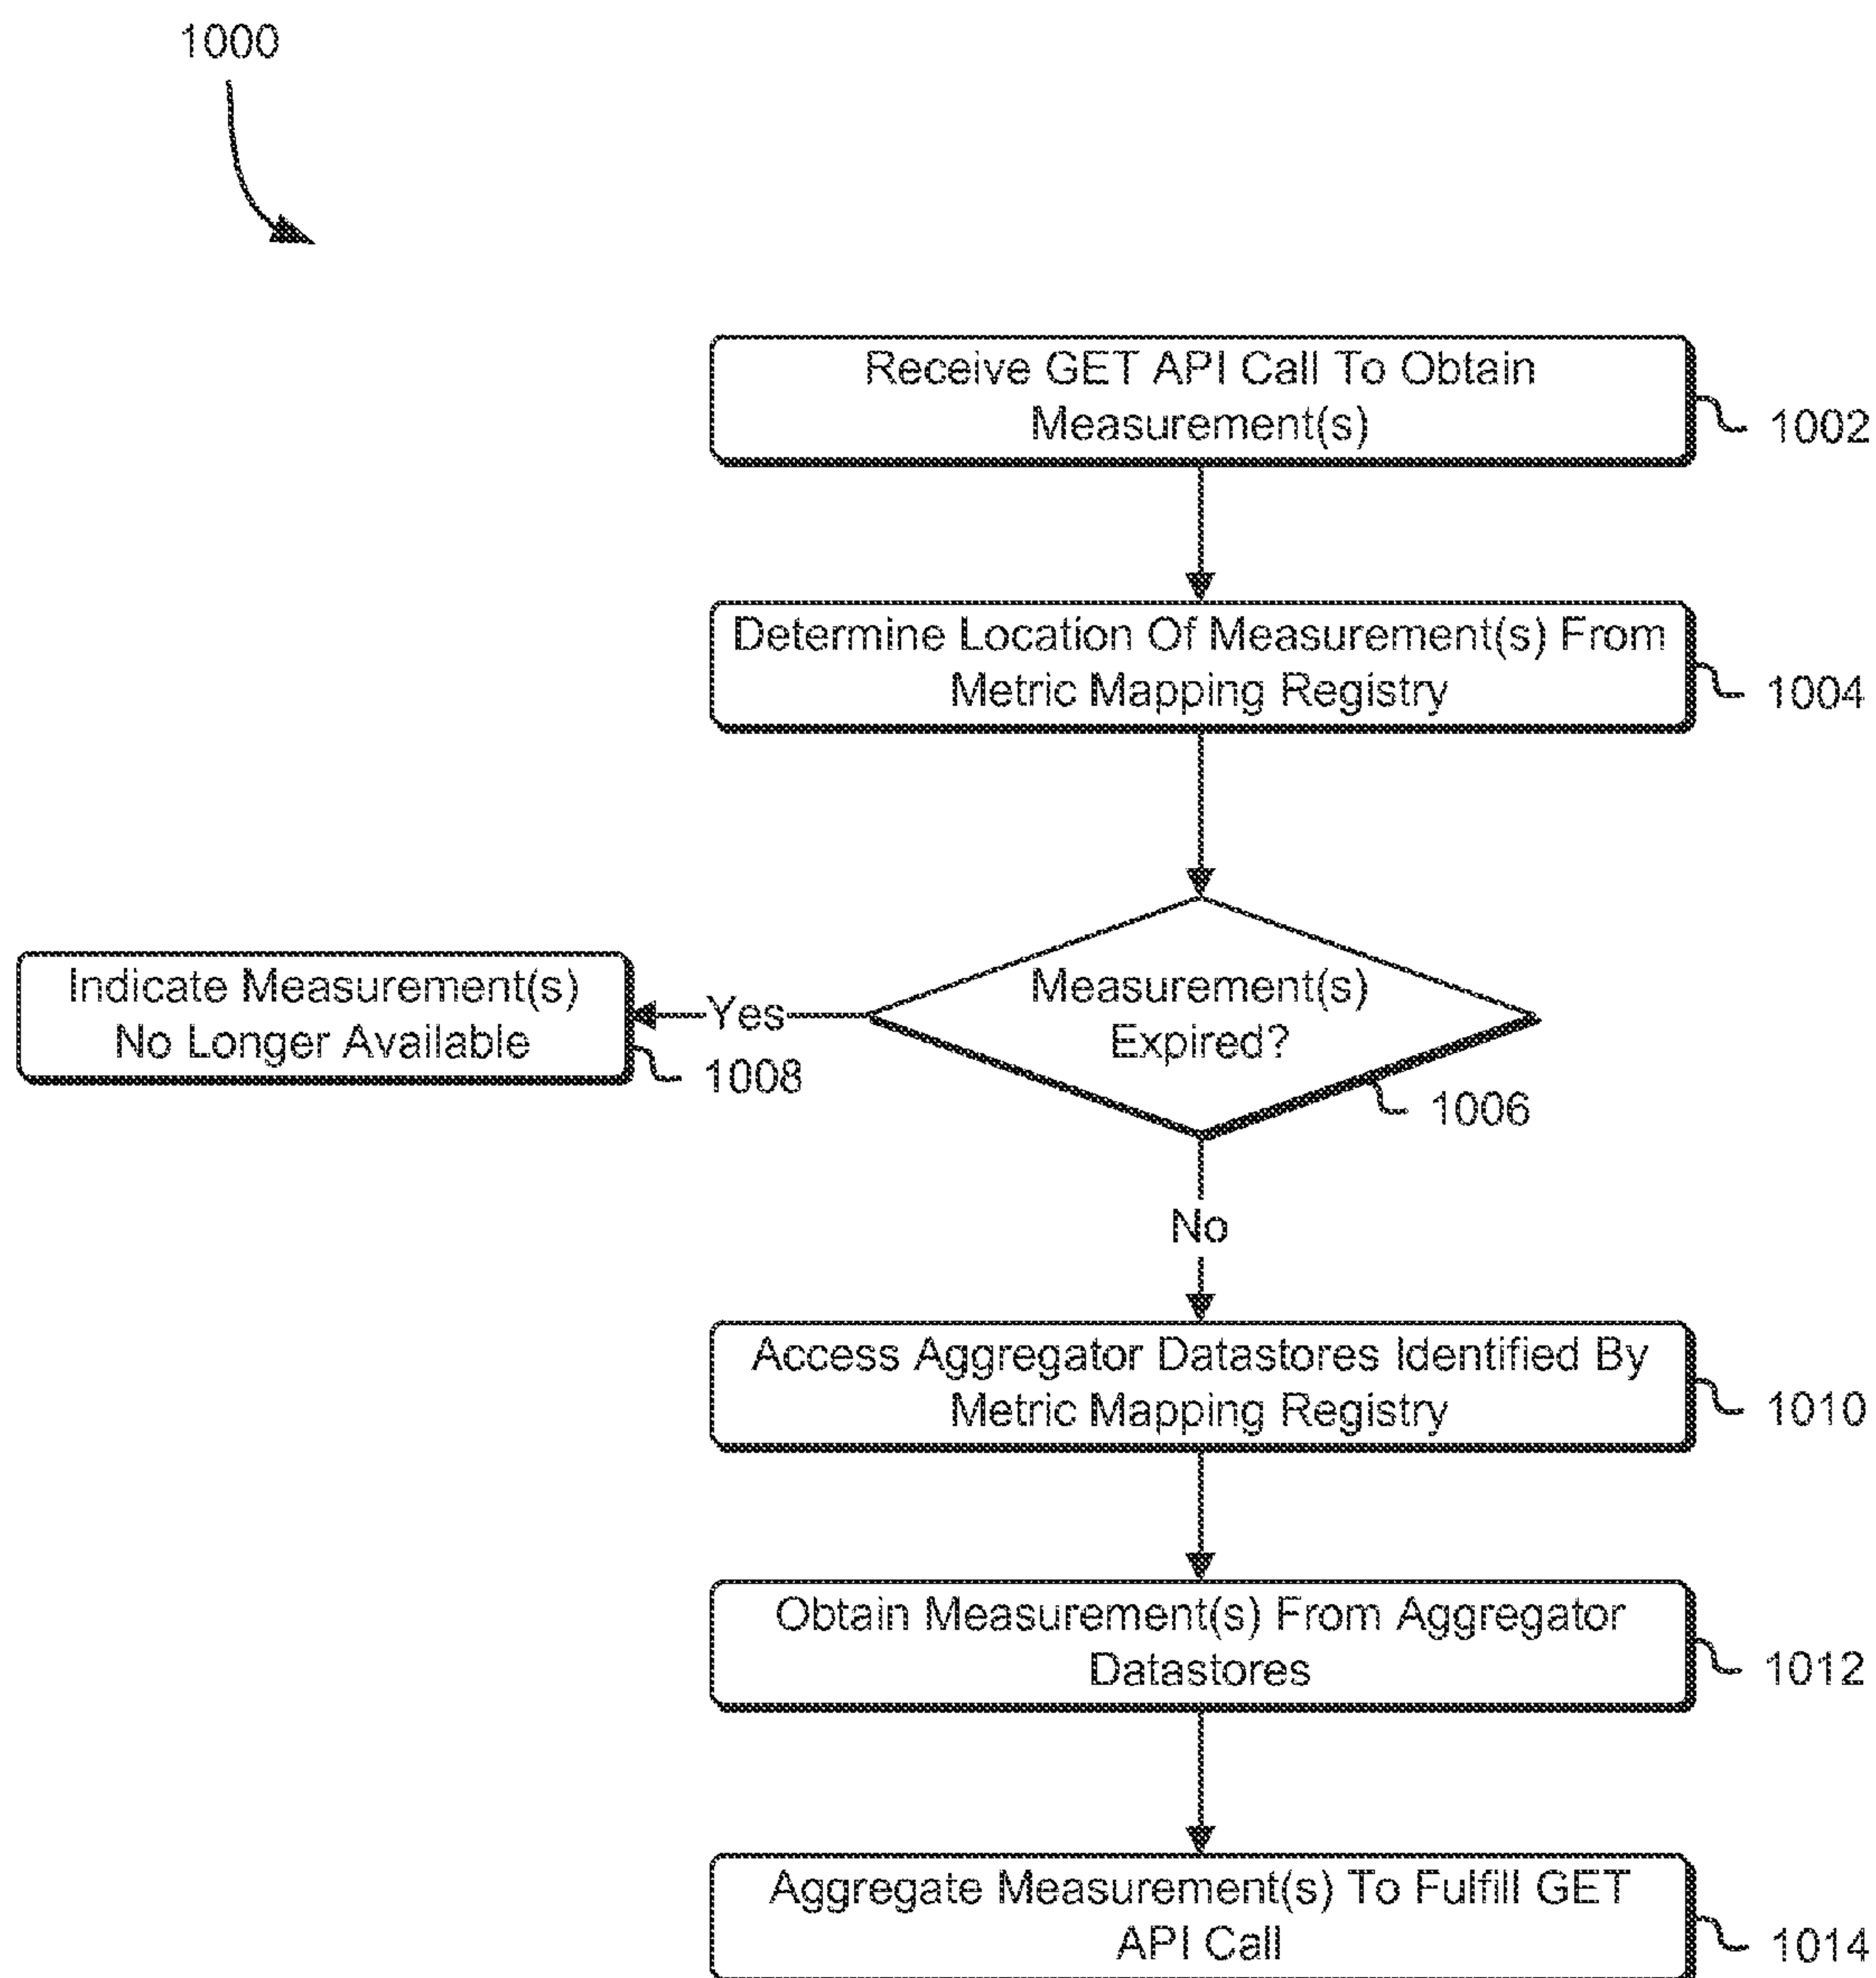 1000
Receive GET API Call To Obtain
Measurement(s)
1002
Determine Location Of Measurement(s) From
Metric Mapping Registry
1004
Measurement(s)
Expired?
1006
Yes
Indicate Measurement(s)
No Longer Available
1008
No
Access Aggregator Datastores Identified By
Metric Mapping Registry
1010
Obtain Measurement(s) From Aggregator
Datastores
1012
Aggregate Measurement(s) To Fulfill GET
API Call
1014